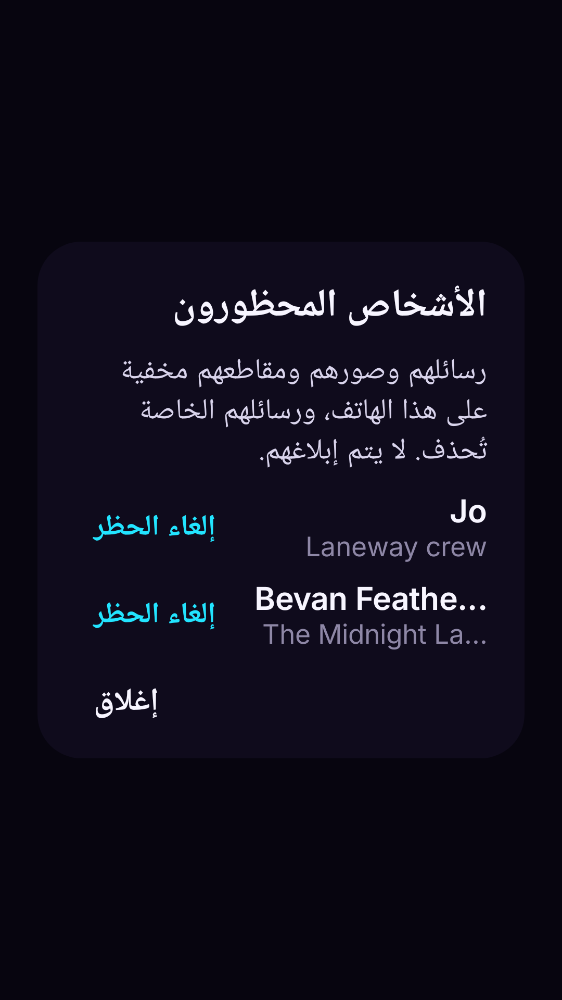 الأشخاص المحظورون
رسائلهم وصورهم ومقاطعهم مخفية
على هذا الهاتف، ورسائلهم الخاصة
تُحذف. لا يتم إبلاغهم.
Jo
Laneway crew
إلغاء الحظر
Bevan Feathe…
The Midnight La…
إلغاء الحظر
إغلاق